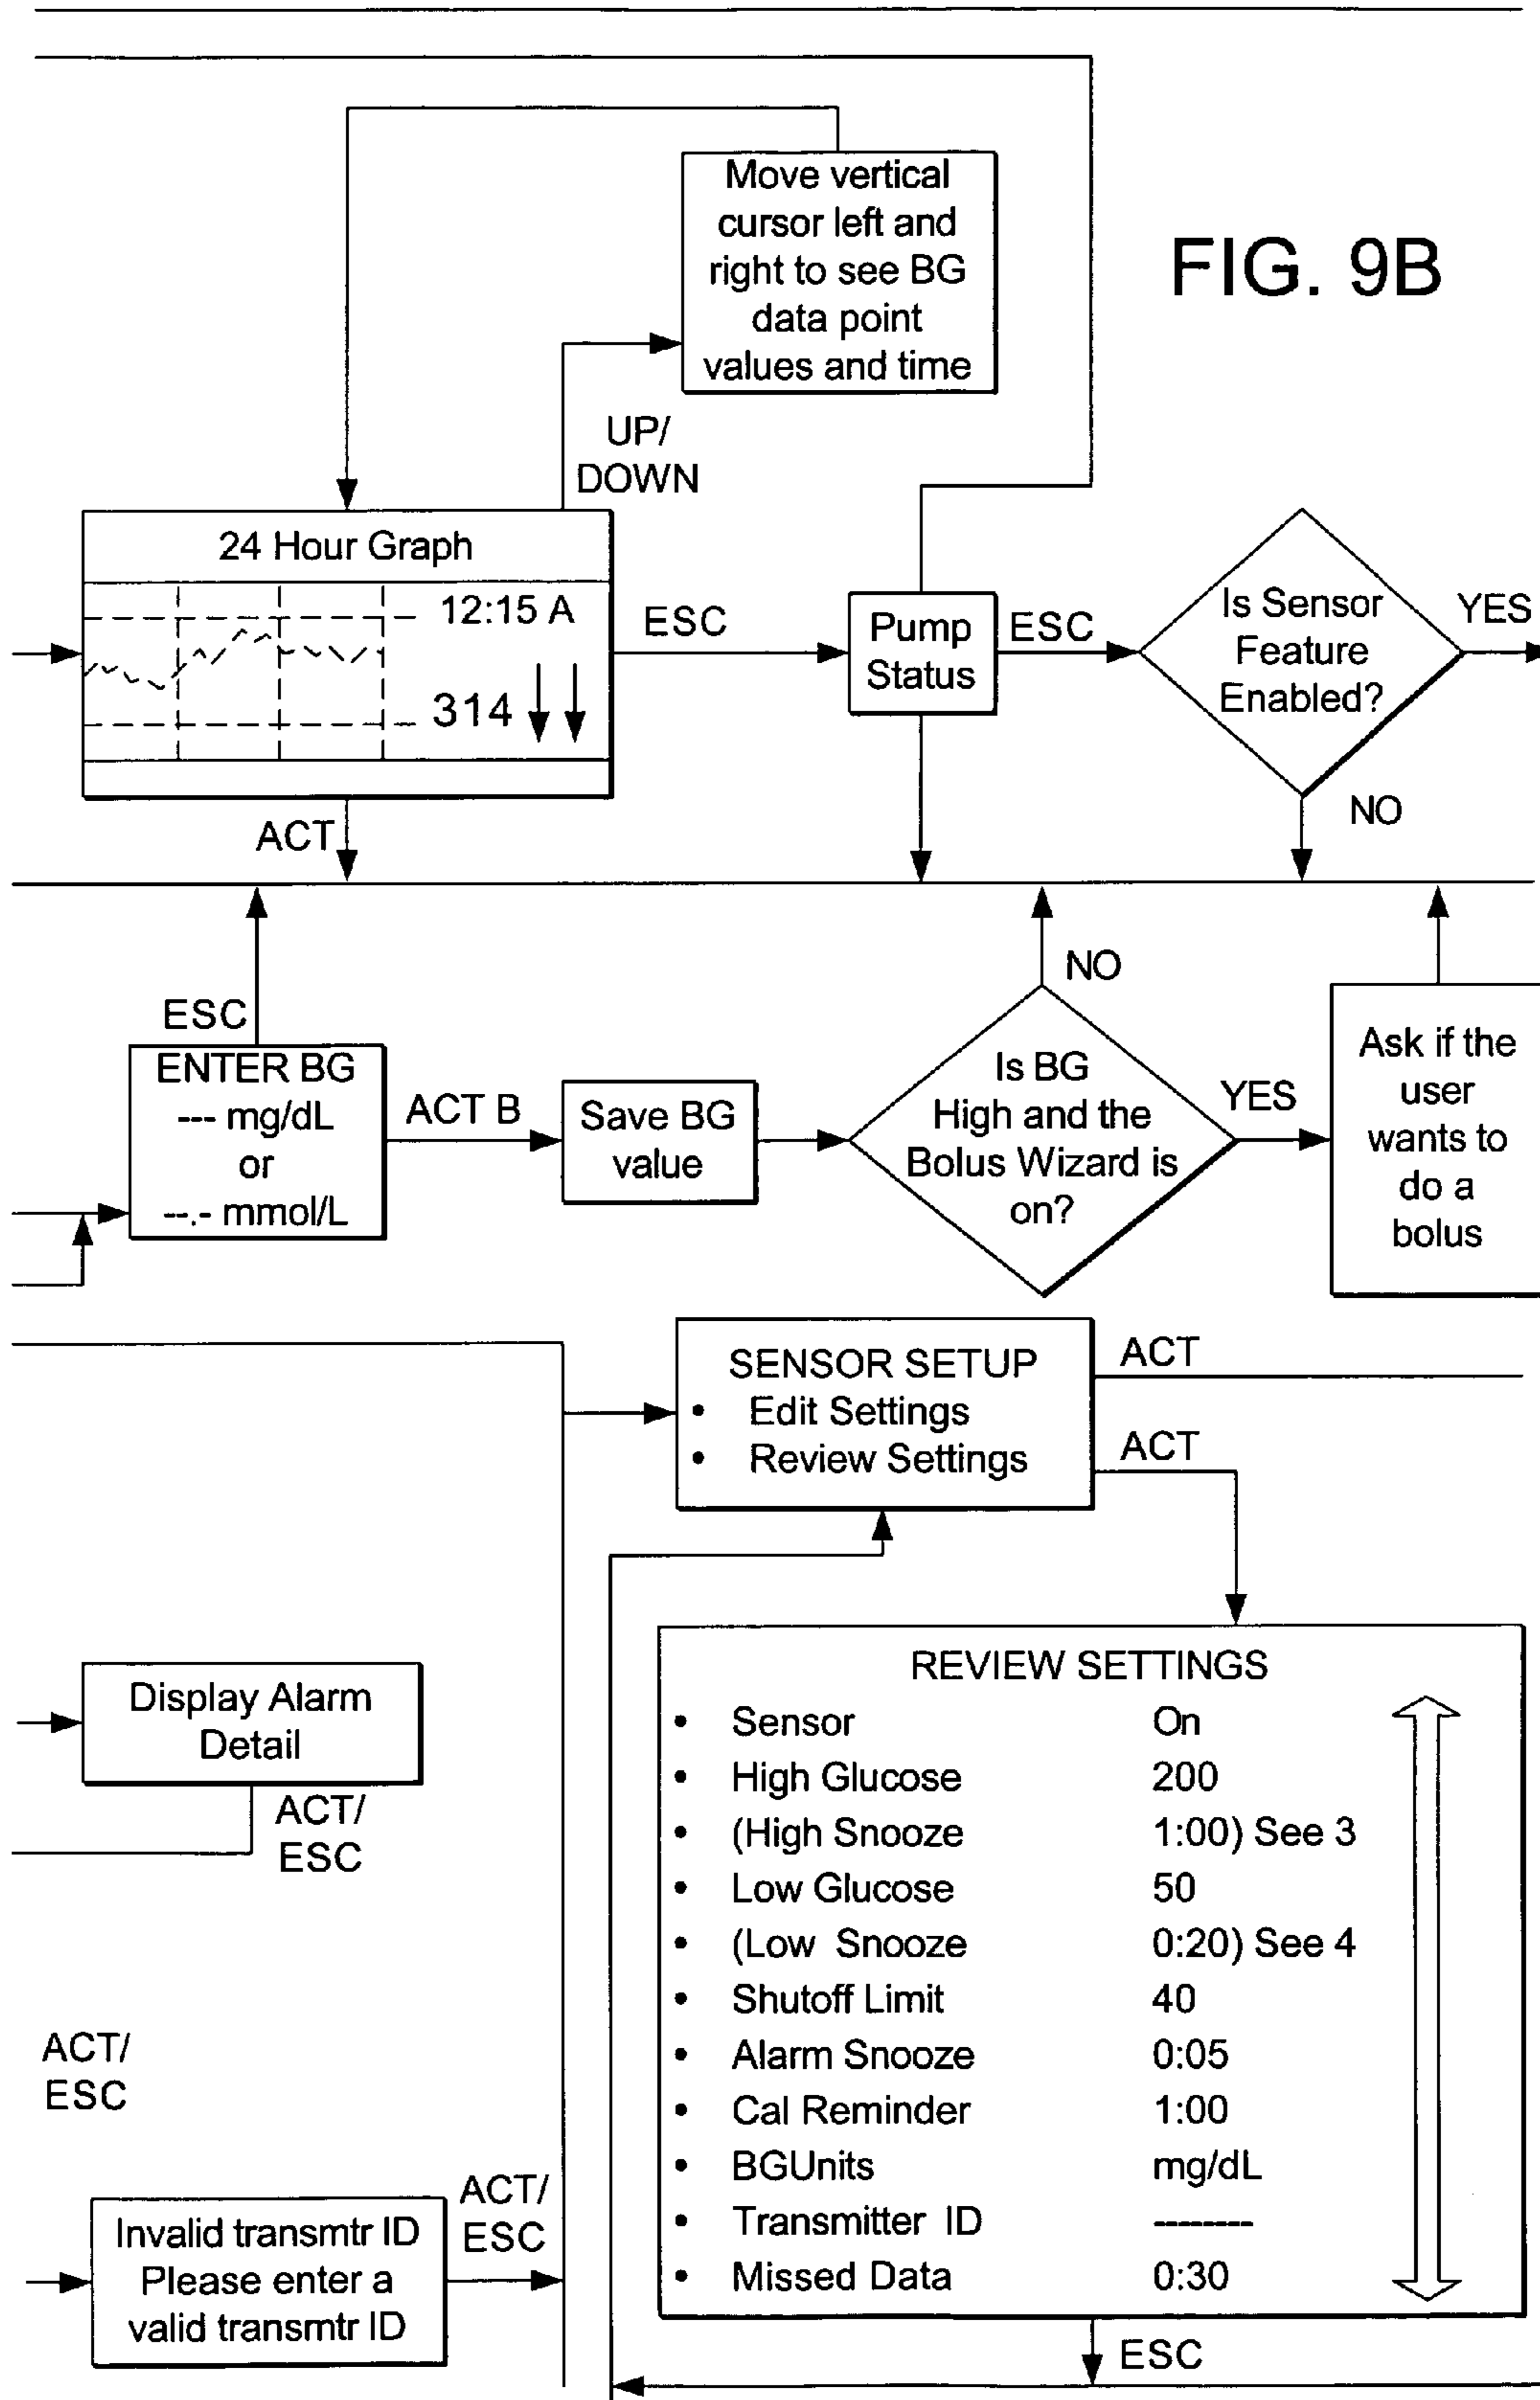 Move vertical
cursor left and
right to see BG
data point
values and time
FIG. 9B
UP/
DOWN
24 Hour Graph
12:15 A
314
ESC
ACT
Pump
Status
ESC
Is Sensor
Feature
Enabled?
YES
NO
ESC
ENTER BG
--- mg/dL
or
--.- mmol/L
ACT B
Save BG
value
NO
Is BG
High and the
Bolus Wizard is
on?
YES
Ask if the
user
wants to
do a
bolus
SENSOR SETUP
• Edit Settings
• Review Settings
ACT
ACT
REVIEW SETTINGS
• Sensor On
• High Glucose 200
• (High Snooze 1:00) See 3
• Low Glucose 50
• (Low Snooze 0:20) See 4
• Shutoff Limit 40
• Alarm Snooze 0:05
• Cal Reminder 1:00
• BGUnits mg/dL
• Transmitter ID --------
• Missed Data 0:30
ESC
Display Alarm
Detail
ACT/
ESC
ACT/
ESC
Invalid transmtr ID
Please enter a
valid transmtr ID
ACT/
ESC